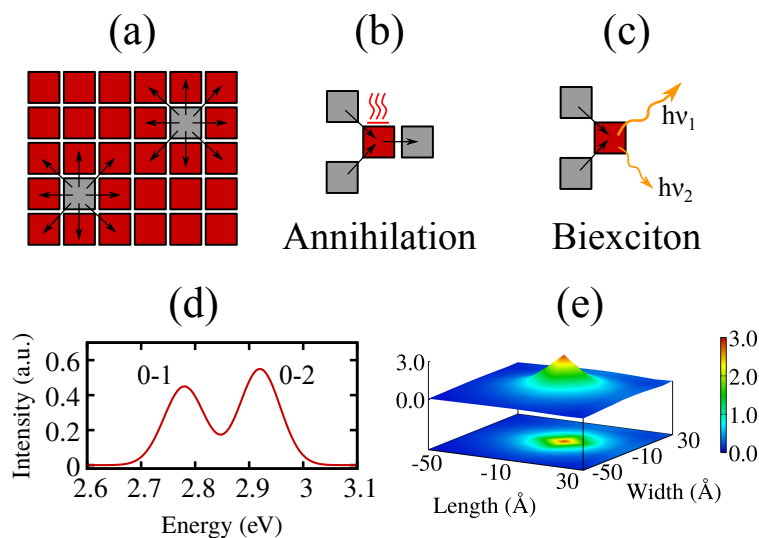 (a)
(b)
(c)
hν1
hν2
Annihilation
Biexciton
(d)
(e)
Intensity (a.u.)
0.6
0.4
0.2
0
0-1
0-2
2.6
2.7
2.8
2.9
3
3.1
Energy (eV)
3.0
0.0
-50
-10
30
Length (Å)
-50
-10
30
Width (Å)
3.0
2.0
1.0
0.0